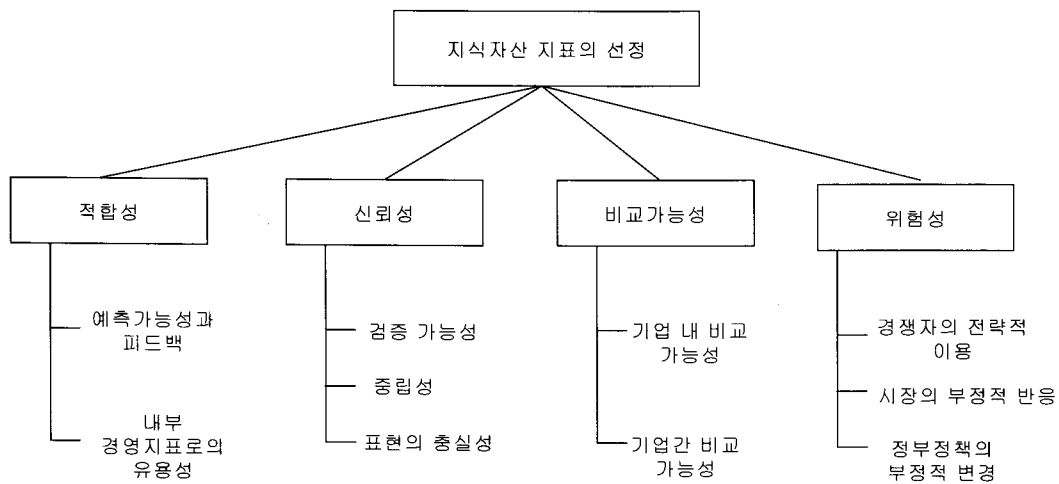 지식자산 지표의 선정
적합성
신뢰성
비교가능성
위험성
예측가능성과
피드백
내부
경영지표로의
유용성
검증 가능성
중립성
표현의 충실성
기업 내 비교
가능성
기업간 비교
가능성
경쟁자의 전략적
이용
시장의 부정적 반응
정부정책의
부정적 변경